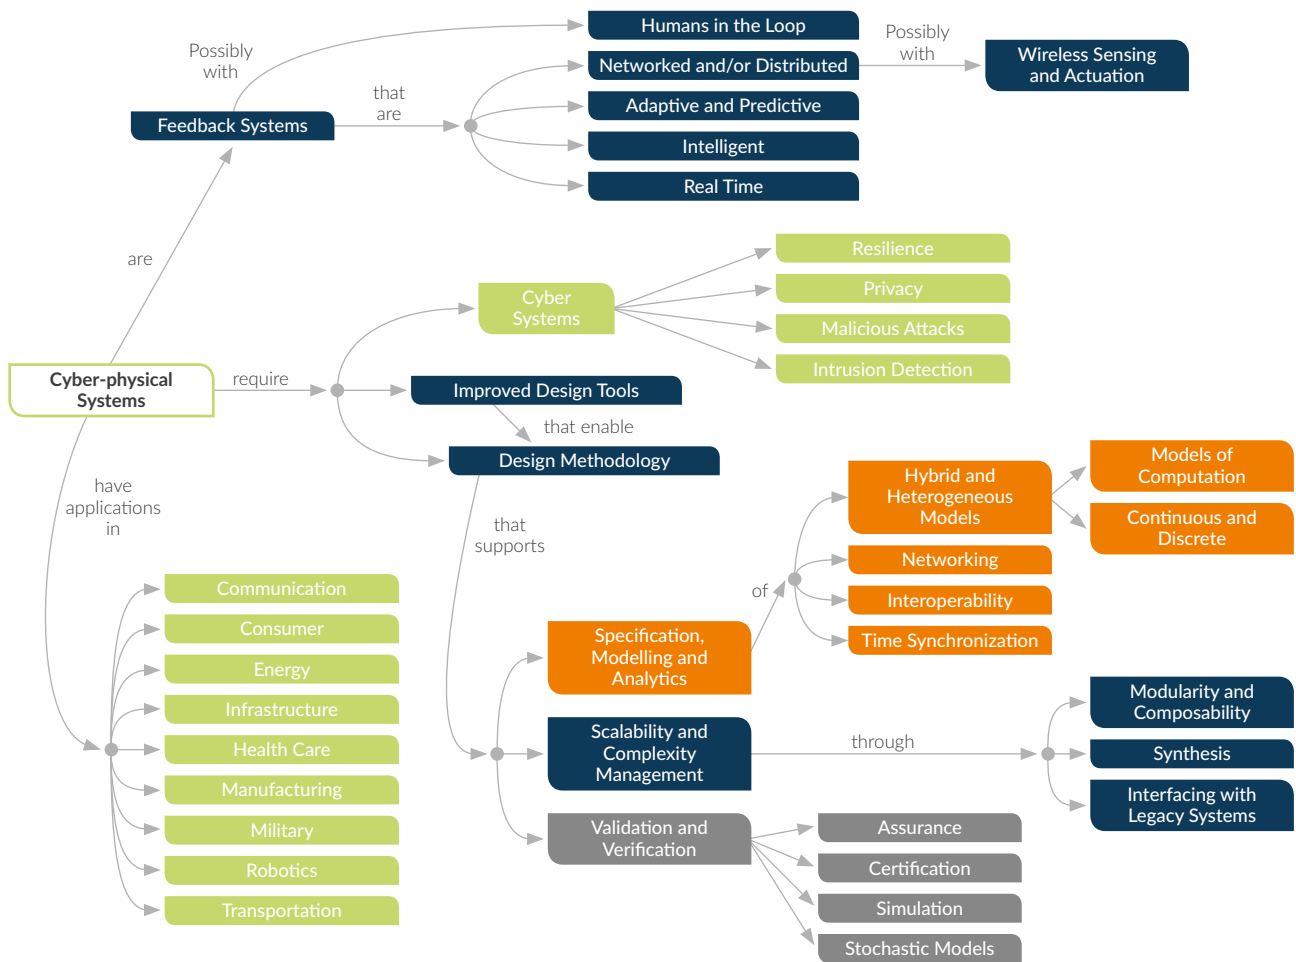 Humans in the Loop
Possibly
with
Networked and/or Distributed
Possibly
with
Wireless Sensing
and Actuation
that
are
Adaptive and Predictive
Feedback Systems
Intelligent
Real Time
are
Resilience
Cyber
Systems
Privacy
Malicious Attacks
Intrusion Detection
Cyber-physical
Systems
require
Improved Design Tools
that enable
Design Methodology
have
applications
in
that
supports
Hybrid and
Heterogeneous
Models
Models of
Computation
Continuous and
Discrete
Networking
of
Interoperability
Time Synchronization
Communication
Consumer
Energy
Infrastructure
Health Care
Manufacturing
Military
Robotics
Transportation
Specification,
Modelling and
Analytics
Scalability and
Complexity
Management
through
Modularity and
Composability
Synthesis
Interfacing with
Legacy Systems
Validation and
Verification
Assurance
Certification
Simulation
Stochastic Models